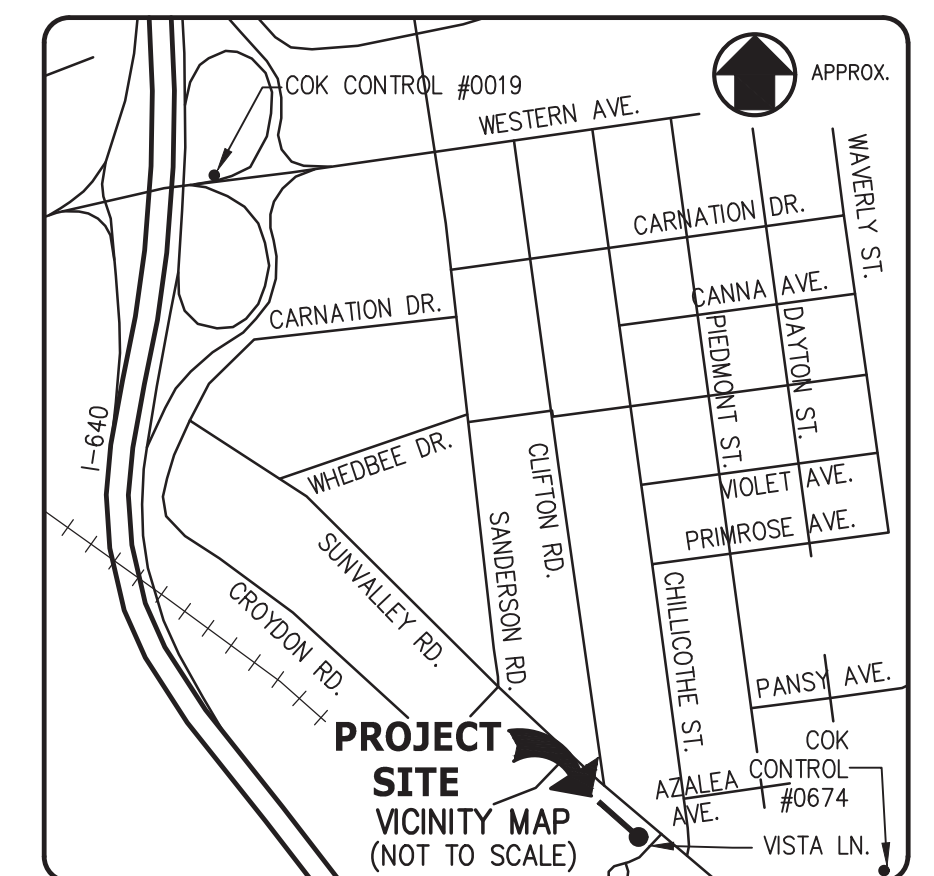 COK CONTROL #0019
APPROX.
WESTERN AVE.
WAVERLY ST.
CARNATION DR.
CANNA AVE.
CARNATION DR.
PIEDMONT ST.
DAYTON ST.
I-640
WHEDBEE DR.
CLIFTON RD.
VIOLET AVE.
SANDERSON RD.
PRIMROSE AVE.
SUNVALLEY RD.
CROYDON RD.
CHILLICOTHE ST.
PANSY AVE.
PROJECT
SITE
COK
CONTROL
#0674
AZALEA
AVE.
VICINITY MAP
(NOT TO SCALE)
VISTA LN.